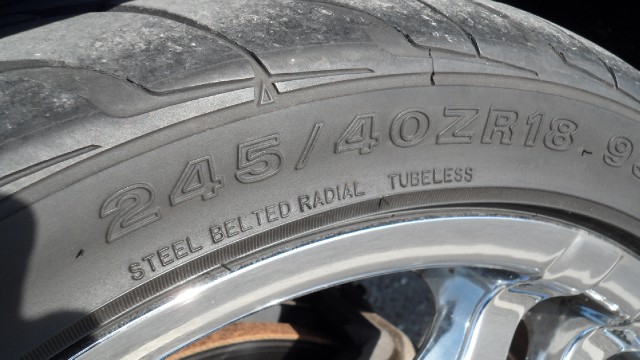 245/40ZR18
STEEL BELTED RADIAL TUBELESS